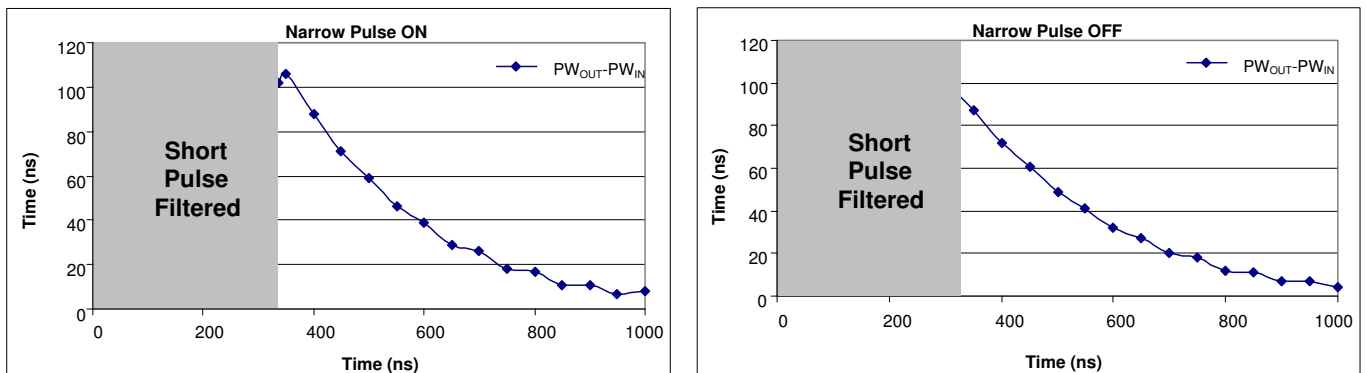 Narrow Pulse ON
120
100
80
60
40
20
0
Time (ns)
Short
Pulse
Filtered
PWOUT-PWIN
0 200 400 600 800 1000
Time (ns)
Narrow Pulse OFF
120
100
80
60
40
20
0
Time (ns)
Short
Pulse
Filtered
PWOUT-PWIN
0 200 400 600 800 1000
Time (ns)